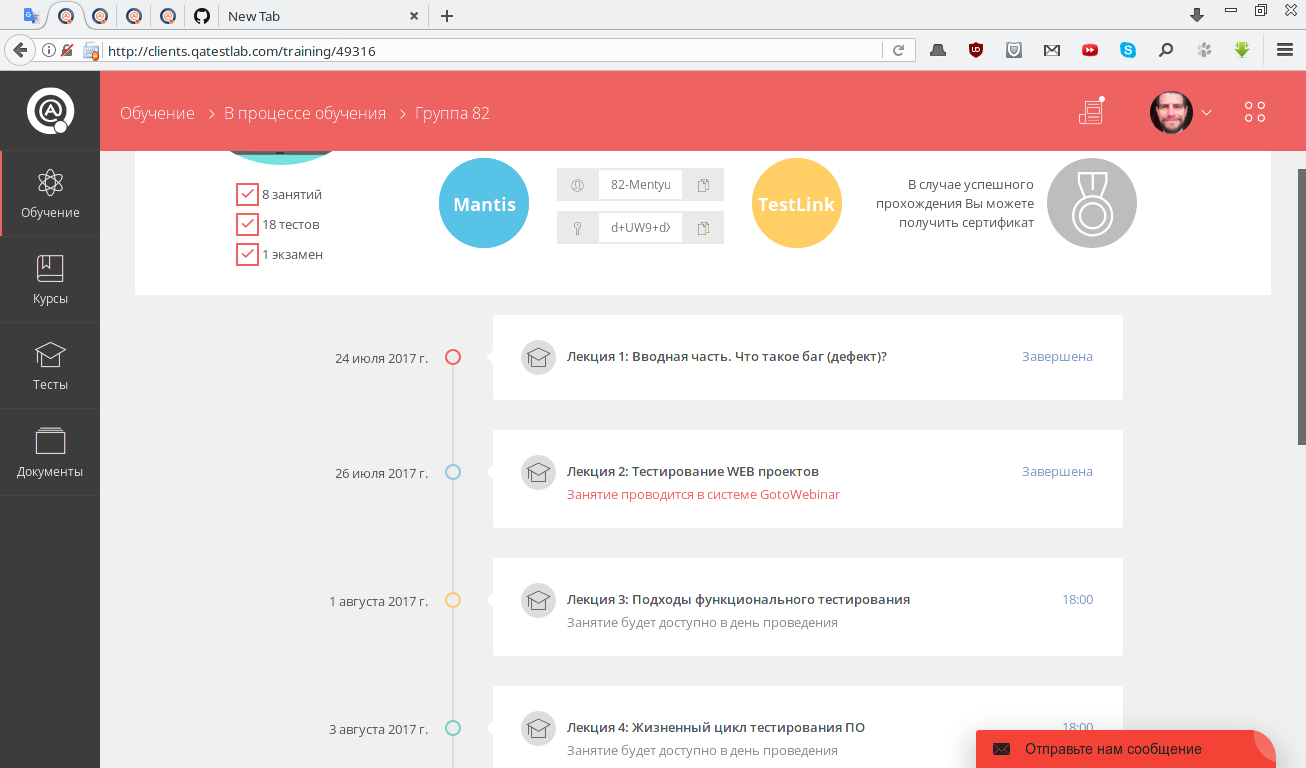 New Tab
http://clients.qatestlab.com/training/49316
Обучение
В процессе обучения
Группа 82
Обучение
Курсы
Тесты
Документы
8 занятий
18 тестов
1 экзамен
Mantis
82-Mentyu
d+UW9+dX
TestLink
В случае успешного
прохождения Вы можете
получить сертификат
24 июля 2017 г.
Лекция 1: Вводная часть. Что такое баг (дефект)?
Завершена
26 июля 2017 г.
Лекция 2: Тестирование WEB проектов
Завершена
Занятие проводится в системе GotoWebinar
1 августа 2017 г.
Лекция 3: Подходы функционального тестирования
18:00
Занятие будет доступно в день проведения
3 августа 2017 г.
Лекция 4: Жизненный цикл тестирования ПО
18:00
Занятие будет доступно в день проведения
Отправьте нам сообщение